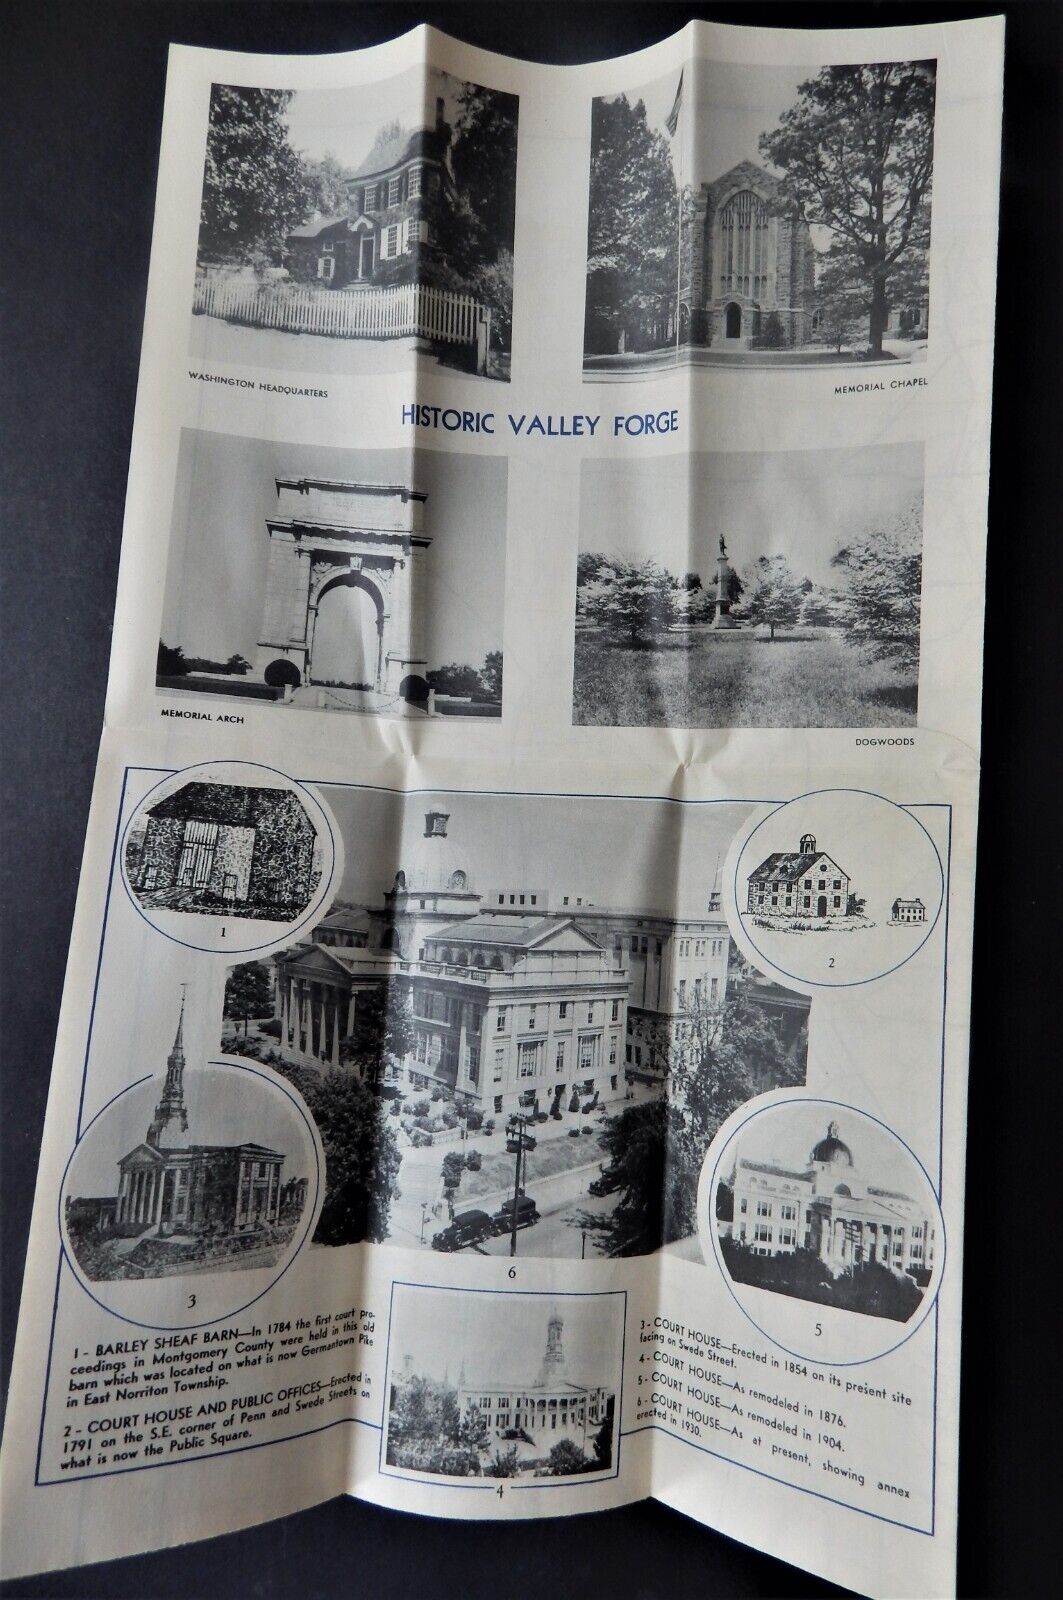 WASHINGTON HEADQUARTERS
MEMORIAL CHAPEL
HISTORIC VALLEY FORGE
MEMORIAL ARCH
DOGWOODS
1
2
3
6
5
1 - BARLEY SHEAF BARN—In 1784 the first court pro-
ceedings in Montgomery County were held in this old
barn which was located on what is now Germantown Pike
in East Norriton Township.
2 - COURT HOUSE AND PUBLIC OFFICES—Erected in
1791 on the S.E. corner of Penn and Swede Streets on
what is now the Public Square.
4
3 - COURT HOUSE—Erected in 1854 on its present site
facing on Swede Street.
4 - COURT HOUSE—As remodeled in 1876.
5 - COURT HOUSE—As remodeled in 1904.
6 - COURT HOUSE—As at present, showing annex
erected in 1930.